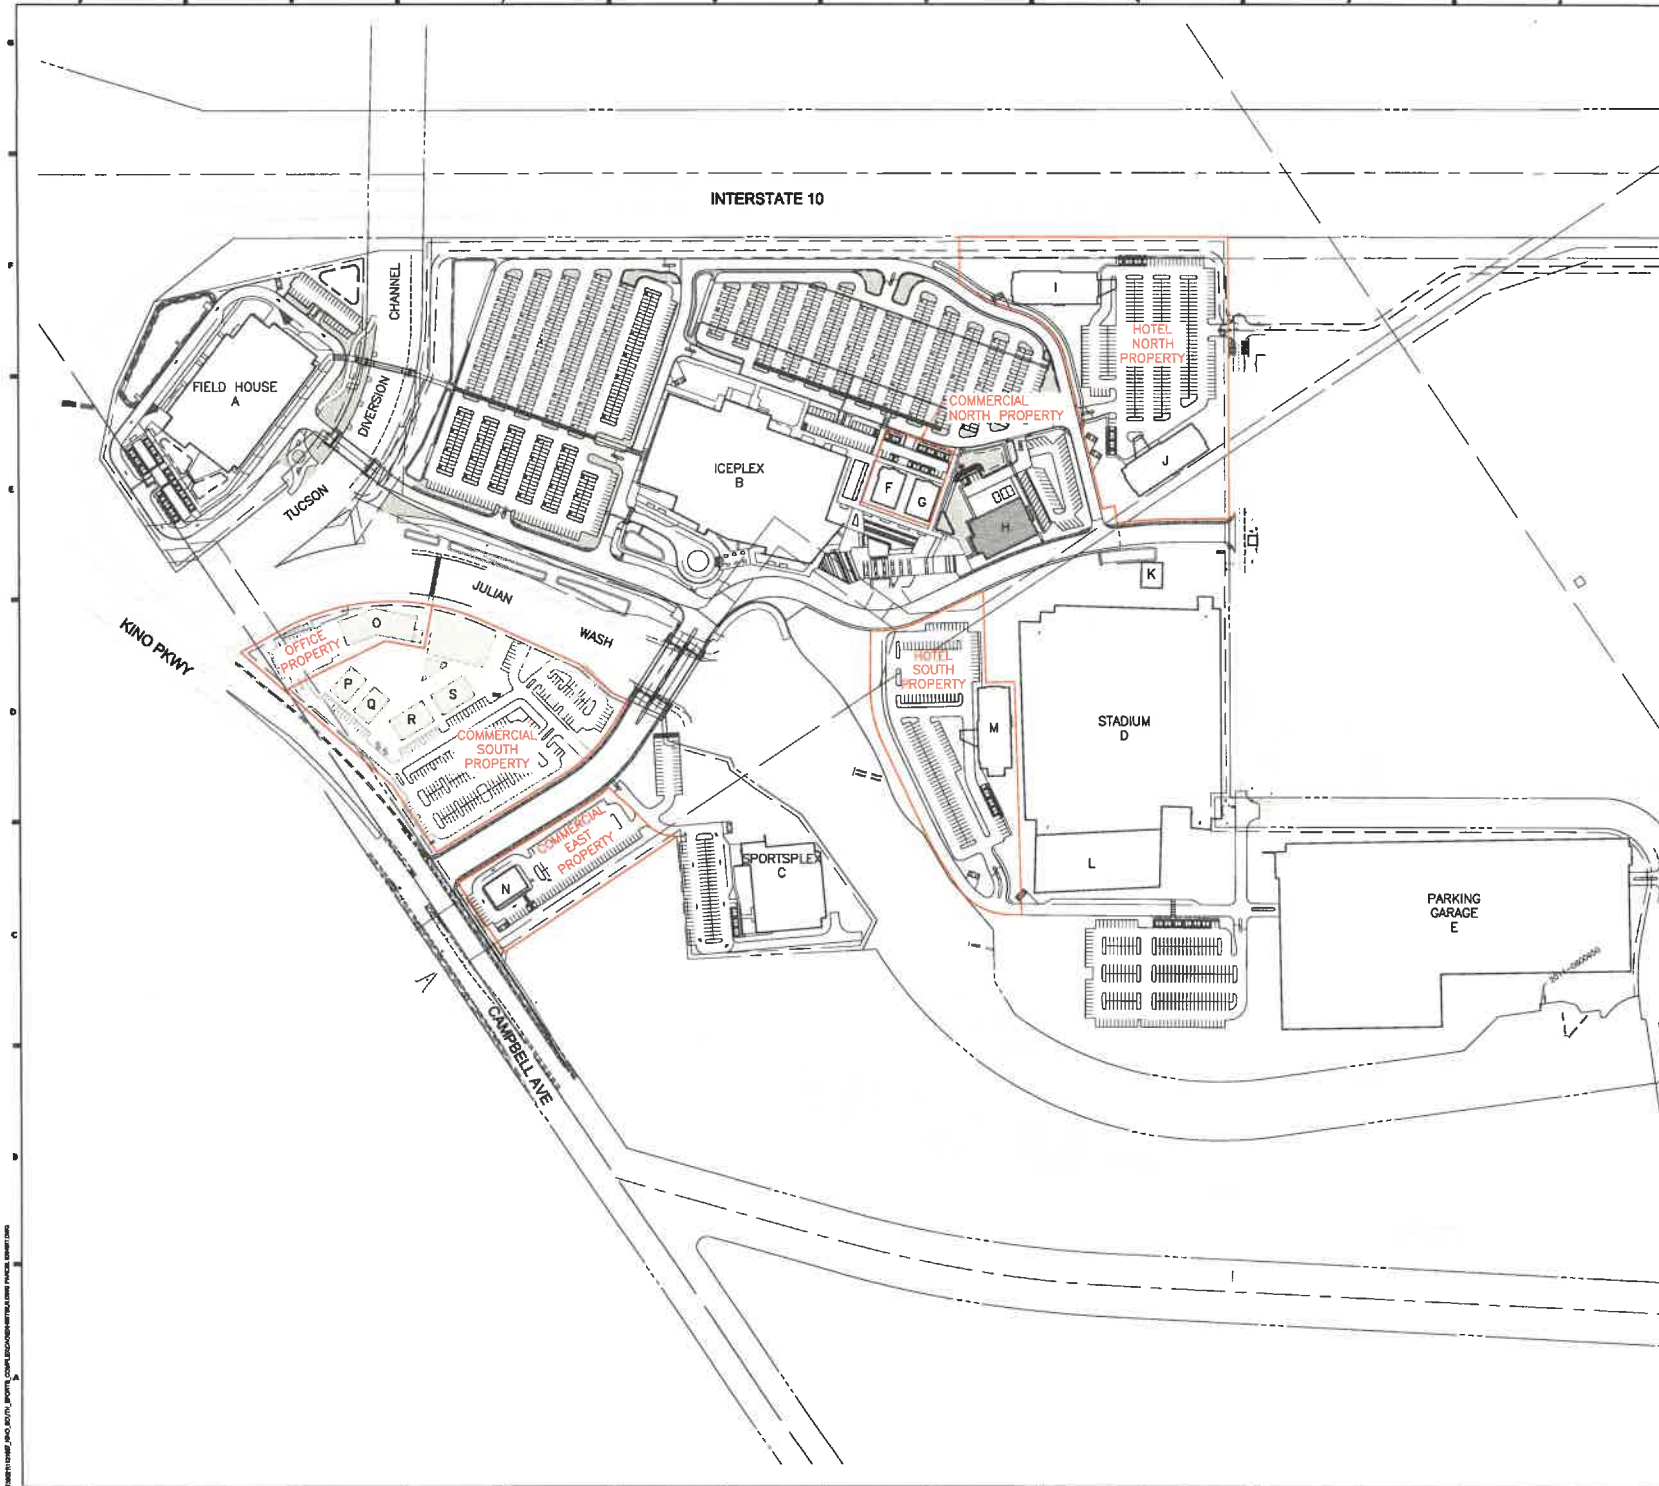 INTERSTATE 10
CHANNEL
DIVERSION
TUCSON
FIELD HOUSE
A
I
HOTEL
NORTH
PROPERTY
COMMERCIAL
NORTH PROPERTY
J
ICEPLEX
B
F
G
H
K
JULIAN
WASH
KINO PKWY
OFFICE
PROPERTY
O
P
Q
R
S
COMMERCIAL
SOUTH
PROPERTY
HOTEL
SOUTH
PROPERTY
M
STADIUM
D
COMMERCIAL
EAST
PROPERTY
N
SPORTSPLEX
C
L
PARKING
GARAGE
E
A
CAMPBELL AVE
G
F
E
D
C
B
A